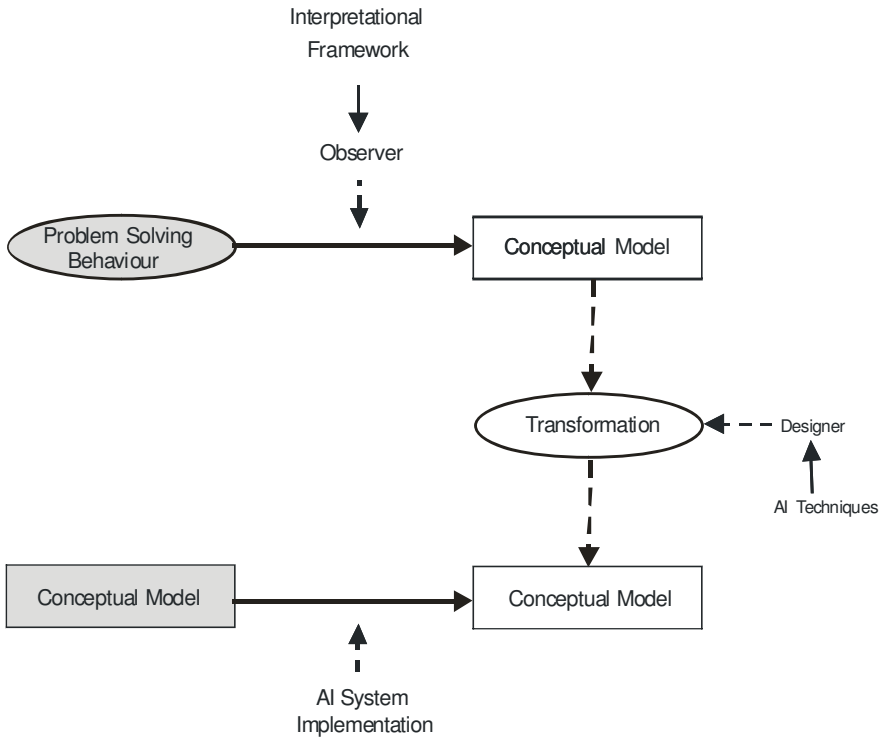 Interpretational
Framework
Observer
Problem Solving
Behaviour
Conceptual Model
Transformation
Designer
AI Techniques
Conceptual Model
Conceptual Model
AI System
Implementation